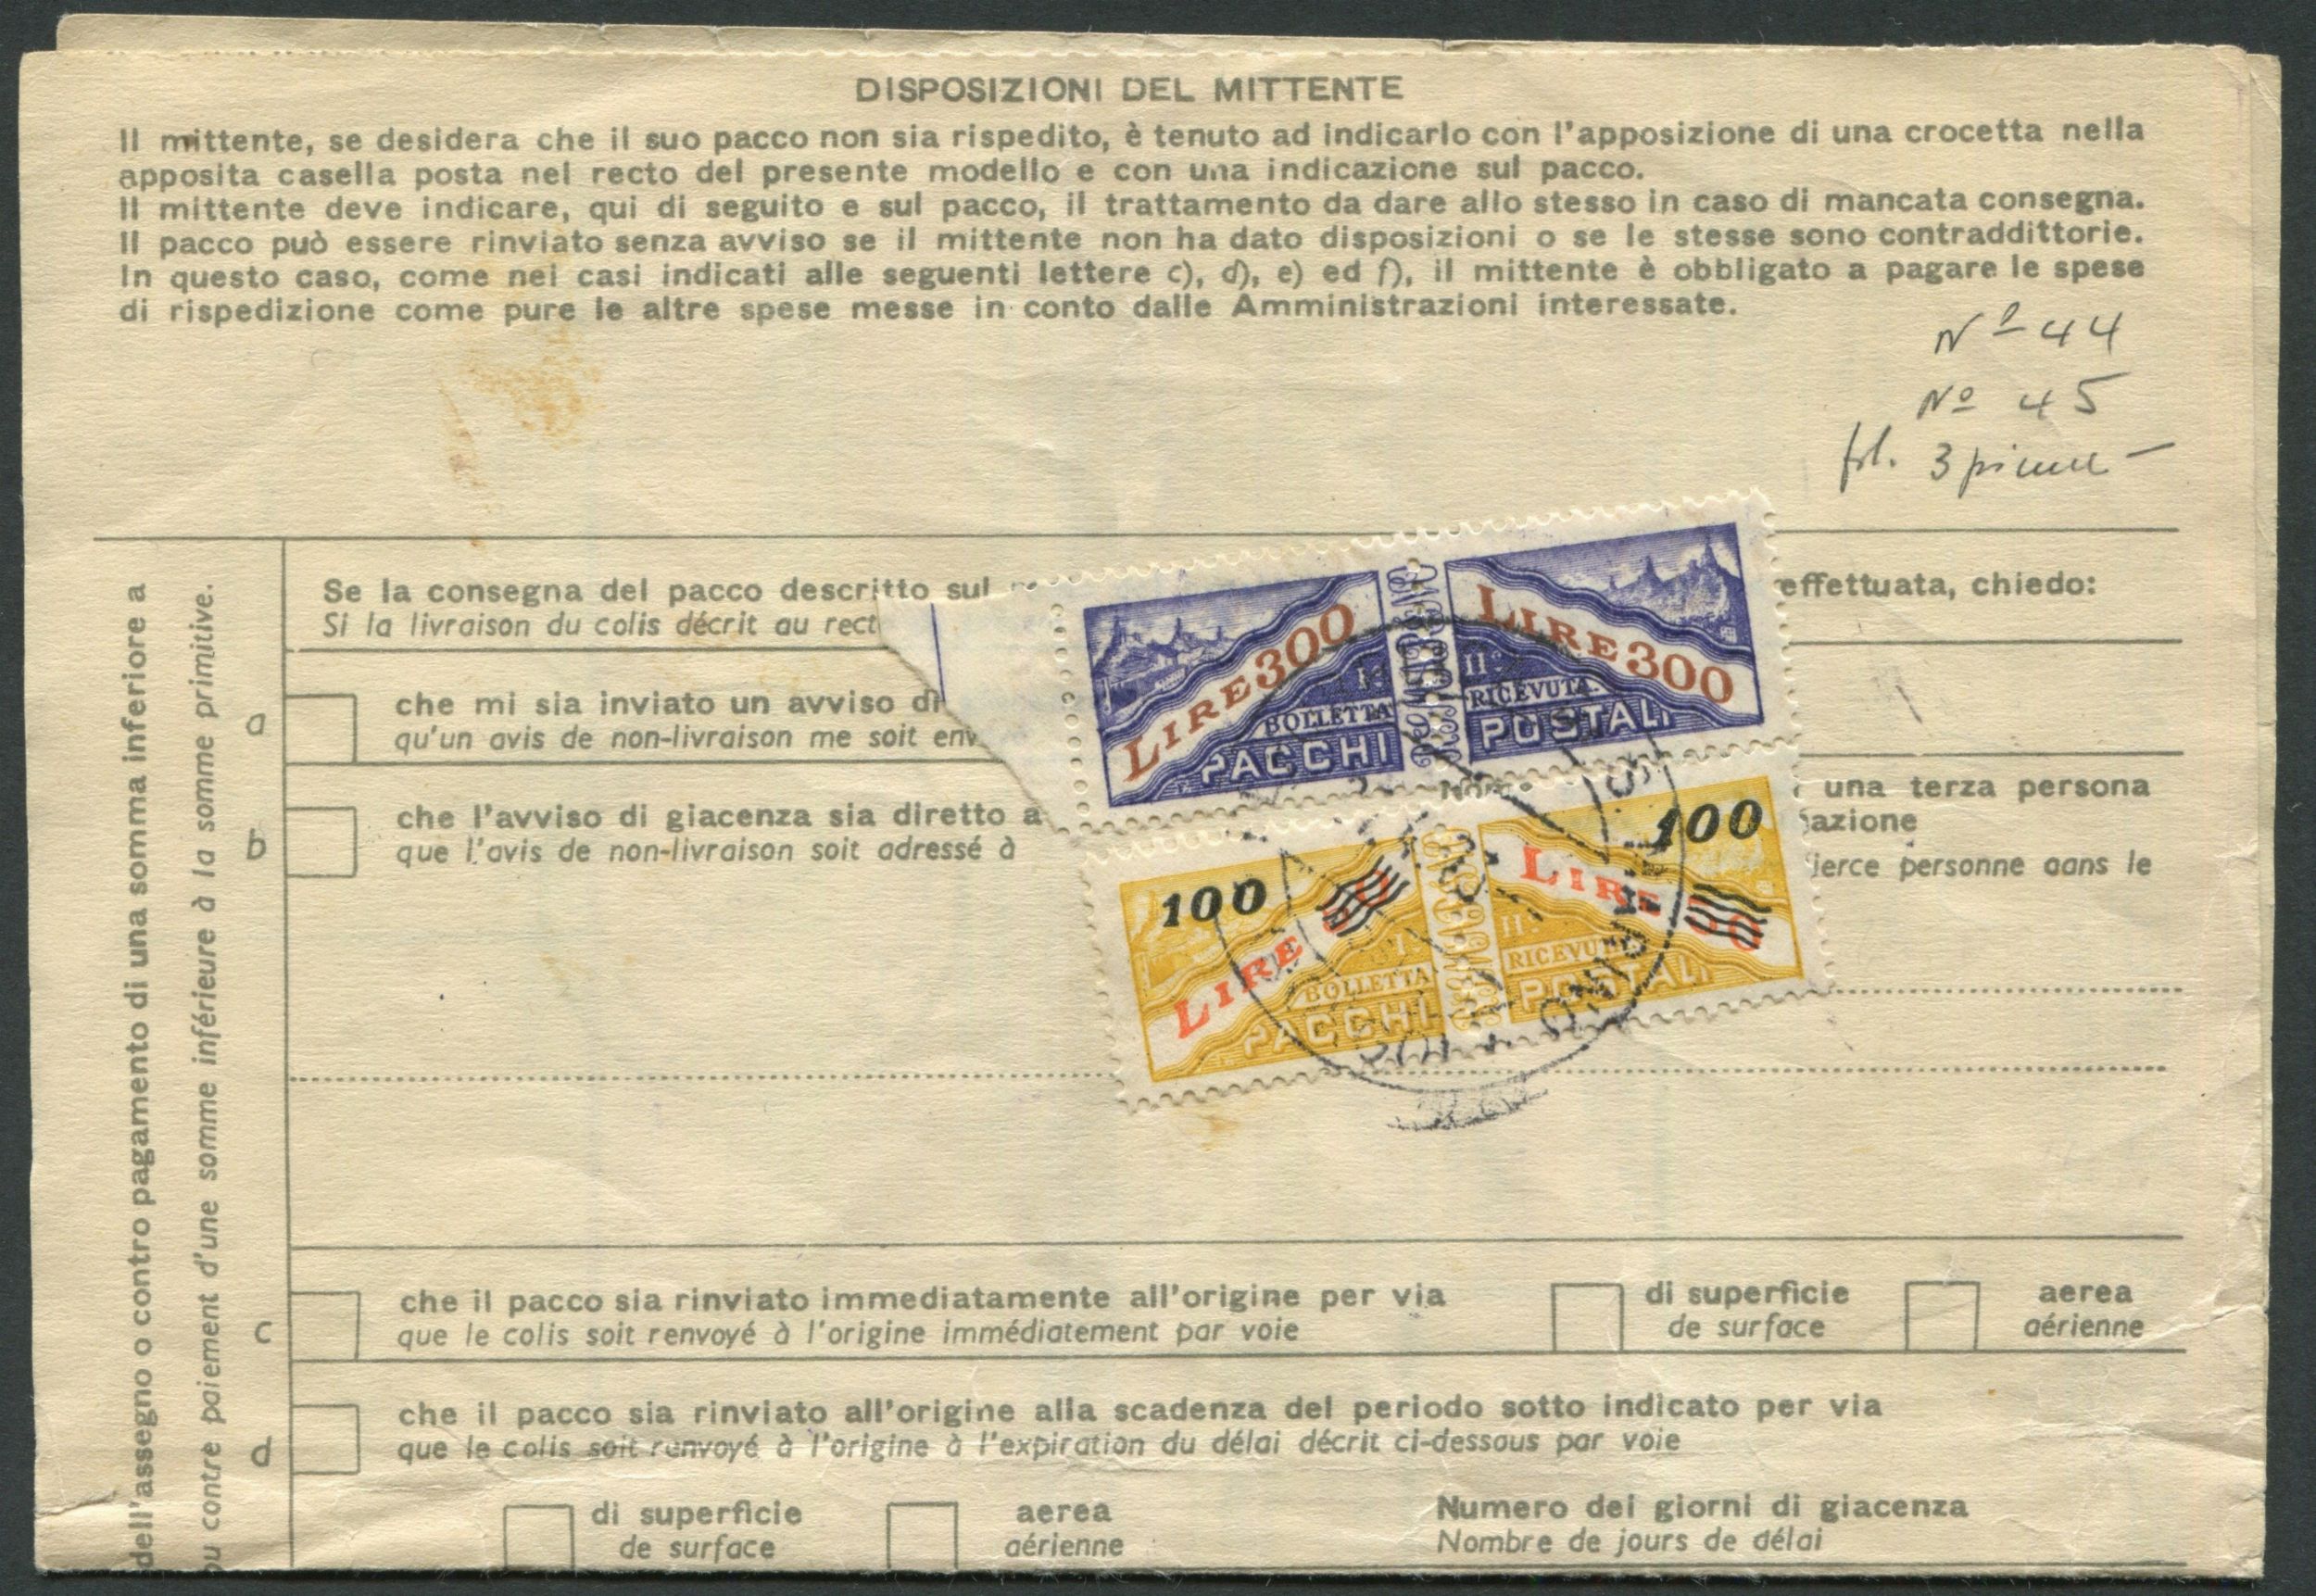 DISPOSIZIONI DEL MITTENTE
Il mittente, se desidera che il suo pacco non sia rispedito, è tenuto ad indicarlo con l'apposizione di una crocetta nella
apposita casella posta nel recto del presente modello e con una indicazione sul pacco.
Il mittente deve indicare, qui di seguito e sul pacco, il trattamento da dare allo stesso in caso di mancata consegna.
Il pacco può essere rinviato senza avviso se il mittente non ha dato disposizioni o se le stesse sono contraddittorie.
In questo caso, come nei casi indicati alle seguenti lettere c), d), e) ed f), il mittente è obbligato a pagare le spese
di rispedizione come pure le altre spese messe in conto dalle Amministrazioni interessate.
Nº 44
Nº 45
3
dell'assegno o contro pagamento di una somma inferiore a
ou contre paiement d'une somme inférieure à la somme primitive.
Se la consegna del pacco descritto sul effettuata, chiedo:
Si la livraison du colis décrit au rect
a
che mi sia inviato un avviso di
qu'un avis de non-livraison me soit env
b
che l'avviso di giacenza sia diretto a una terza persona
azione
que l'avis de non-livraison soit adressé à ierce personne dans le
LIRE 300
I.
BOLLETTA
PACCHI
LIRE 300
II.
RICEVUTA
POSTALI
100
LIRE
BOLLETTA
PACCHI
100
LIRE
II.
RICEVUTA
POSTALI
c
che il pacco sia rinviato immediatamente all'origine per via di superficie aerea
que le colis soit renvoyé à l'origine immédiatement par voie de surface aérienne
d
che il pacco sia rinviato all'origine alla scadenza del periodo sotto indicato per via
que le colis soit renvoyé à l'origine à l'expiration du délai décrit ci-dessous par voie
di superficie aerea Numero dei giorni di giacenza
de surface aérienne Nombre de jours de délai